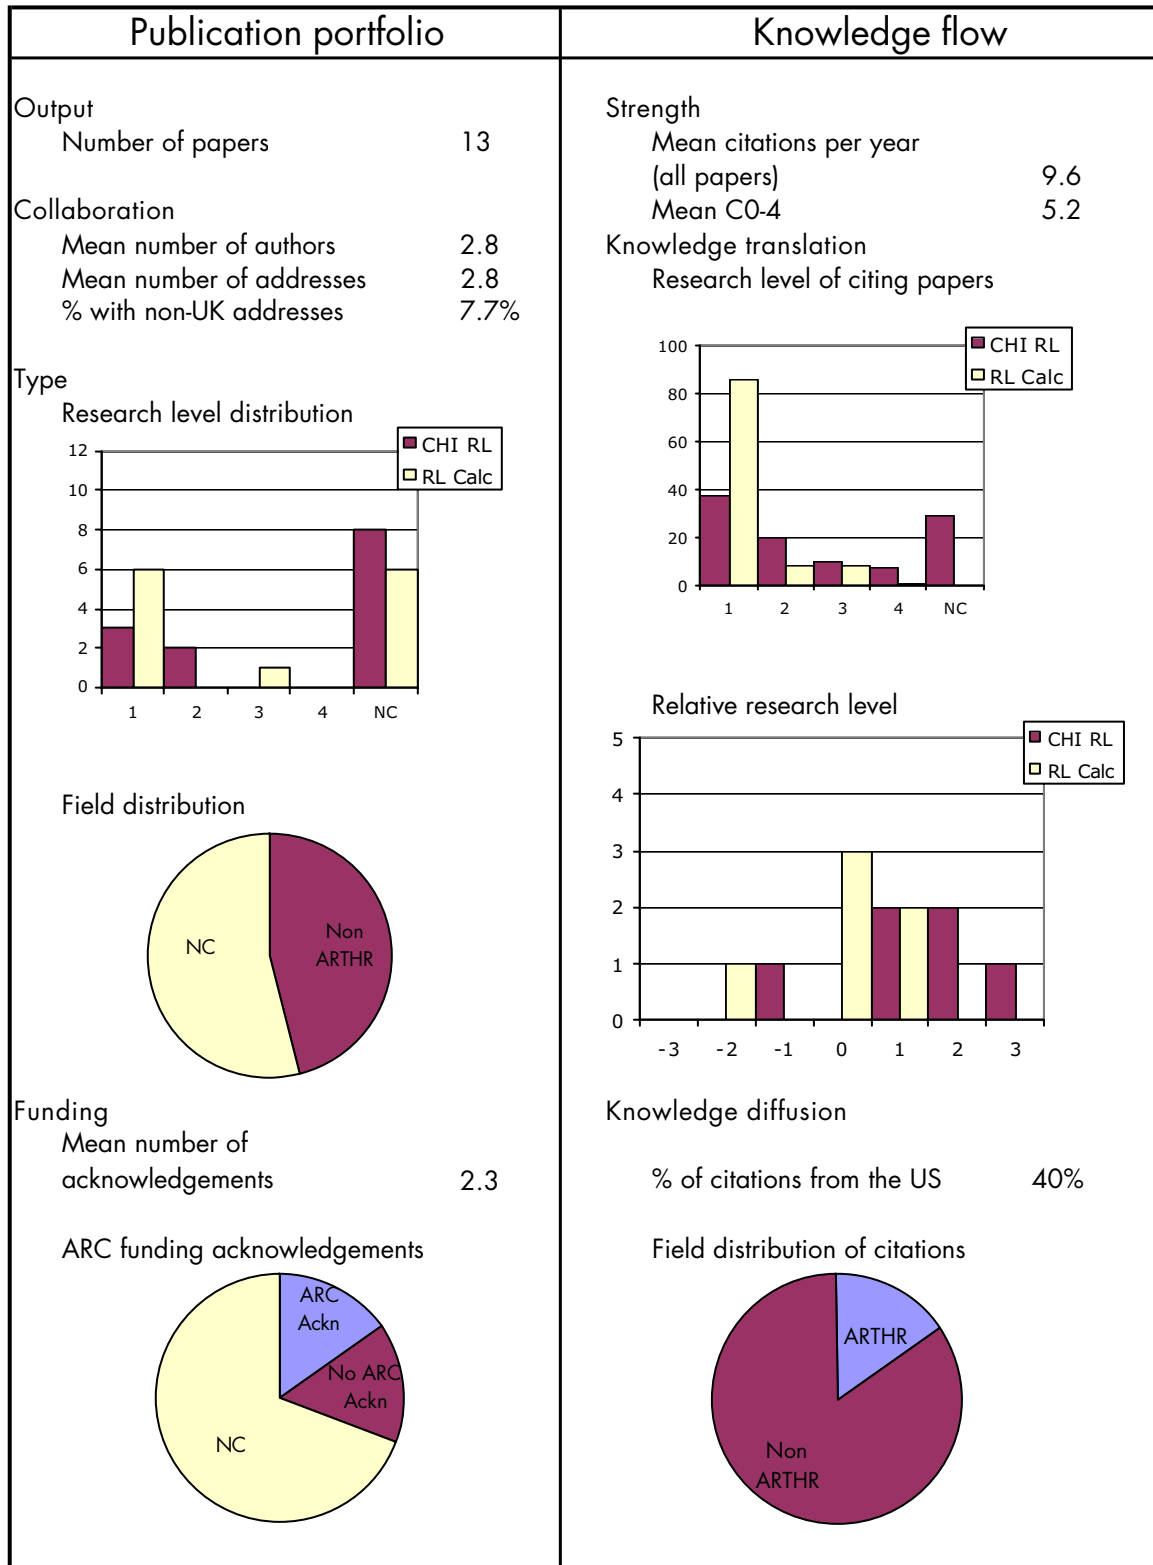 Publication portfolio
Output
Number of papers 13
Collaboration
Mean number of authors 2.8
Mean number of addresses 2.8
% with non-UK addresses 7.7%
Type
Research level distribution
CHI RL
RL Calc
12
10
8
6
4
2
0
1 2 3 4 NC
Field distribution
NC
Non
ARTHR
Funding
Mean number of
acknowledgements 2.3
ARC funding acknowledgements
ARC
Ackn
No ARC
Ackn
NC
Knowledge flow
Strength
Mean citations per year
(all papers) 9.6
Mean C0-4 5.2
Knowledge translation
Research level of citing papers
CHI RL
RL Calc
100
80
60
40
20
0
1 2 3 4 NC
Relative research level
CHI RL
RL Calc
5
4
3
2
1
0
-3 -2 -1 0 1 2 3
Knowledge diffusion
% of citations from the US 40%
Field distribution of citations
ARTHR
Non
ARTHR